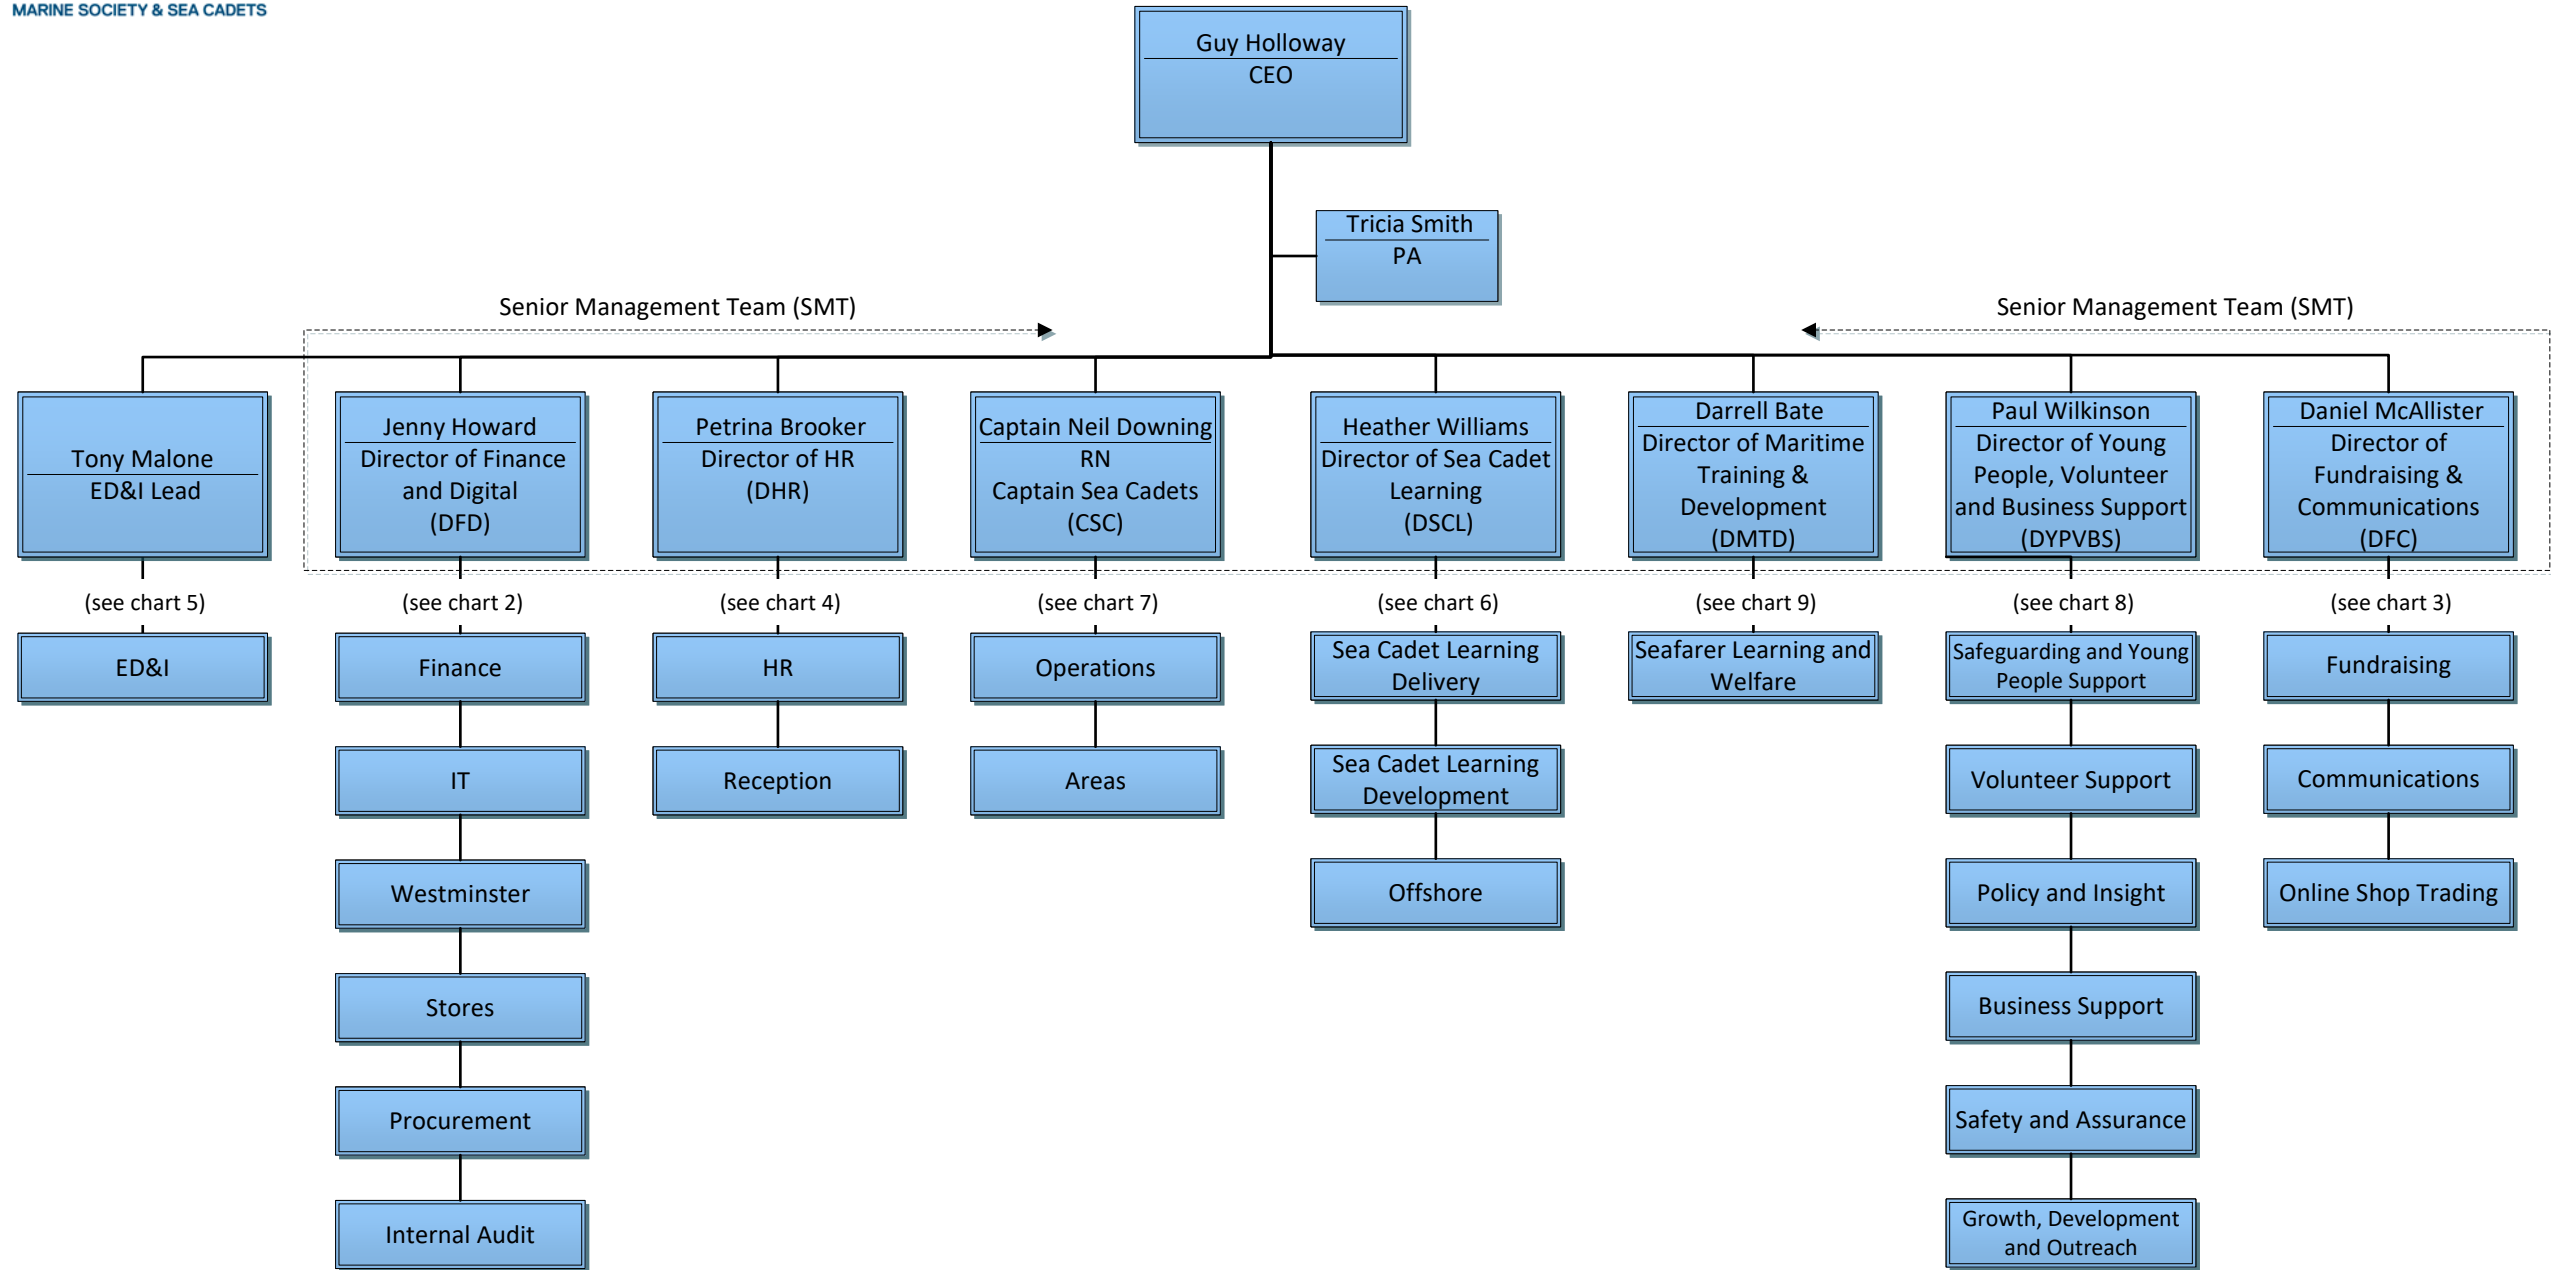 MARINE SOCIETY & SEA CADETS
Guy Holloway
CEO
Tricia Smith
PA
Senior Management Team (SMT)
Senior Management Team (SMT)
Tony Malone
ED&I Lead
Jenny Howard
Director of Finance
and Digital
(DFD)
Petrina Brooker
Director of HR
(DHR)
Captain Neil Downing
RN
Captain Sea Cadets
(CSC)
Heather Williams
Director of Sea Cadet
Learning
(DSCL)
Darrell Bate
Director of Maritime
Training &
Development
(DMTD)
Paul Wilkinson
Director of Young
People, Volunteer
and Business Support
(DYPVBS)
Daniel McAllister
Director of
Fundraising &
Communications
(DFC)
(see chart 5)
(see chart 2)
(see chart 4)
(see chart 7)
(see chart 6)
(see chart 9)
(see chart 8)
(see chart 3)
ED&I
Finance
HR
Operations
Sea Cadet Learning
Delivery
Seafarer Learning and
Welfare
Safeguarding and Young
People Support
Fundraising
IT
Reception
Areas
Sea Cadet Learning
Development
Volunteer Support
Communications
Westminster
Offshore
Policy and Insight
Online Shop Trading
Stores
Business Support
Procurement
Safety and Assurance
Internal Audit
Growth, Development
and Outreach